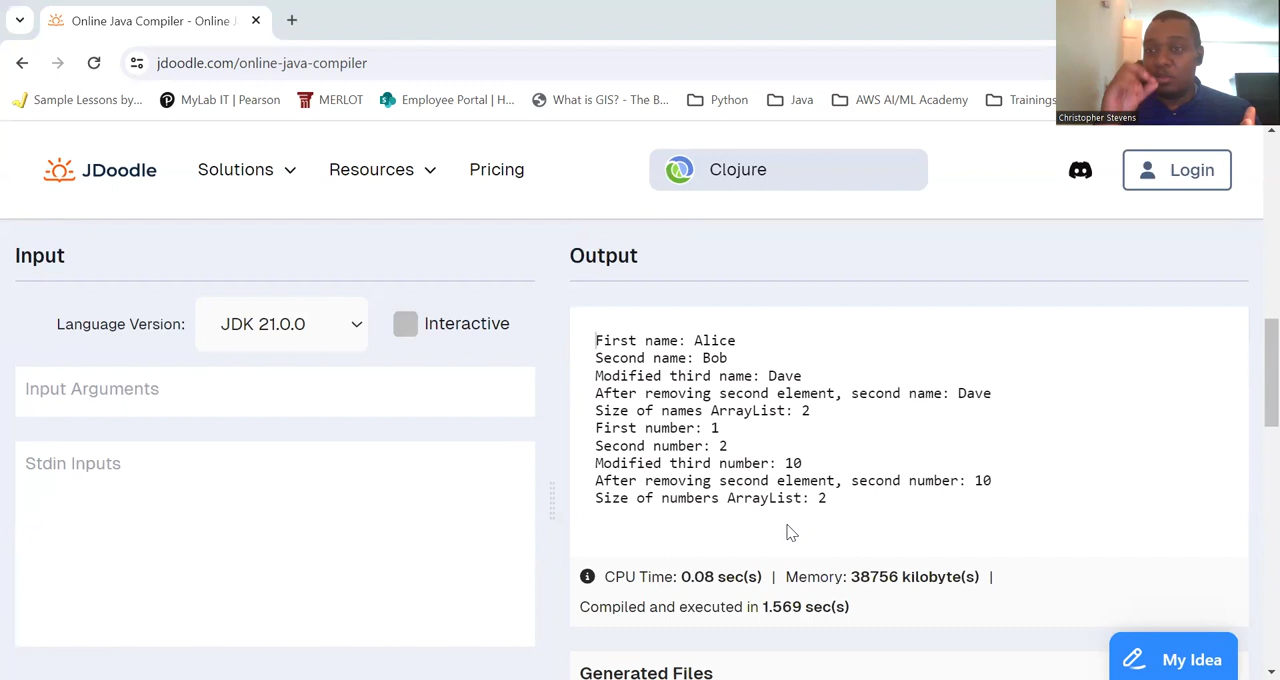 Online Java Compiler - Online J
jdoodle.com/online-java-compiler
Sample Lessons by...
MyLab IT | Pearson
MERLOT
Employee Portal | H...
What is GIS? - The B...
Python
Java
AWS AI/ML Academy
Trainings
Christopher Stevens
JDoodle
Solutions
Resources
Pricing
Clojure
Login
Input
Output
Language Version:
JDK 21.0.0
Interactive
Input Arguments
Stdin Inputs
First name: Alice
Second name: Bob
Modified third name: Dave
After removing second element, second name: Dave
Size of names ArrayList: 2
First number: 1
Second number: 2
Modified third number: 10
After removing second element, second number: 10
Size of numbers ArrayList: 2
CPU Time: 0.08 sec(s) | Memory: 38756 kilobyte(s) |
Compiled and executed in 1.569 sec(s)
My Idea
Generated Files